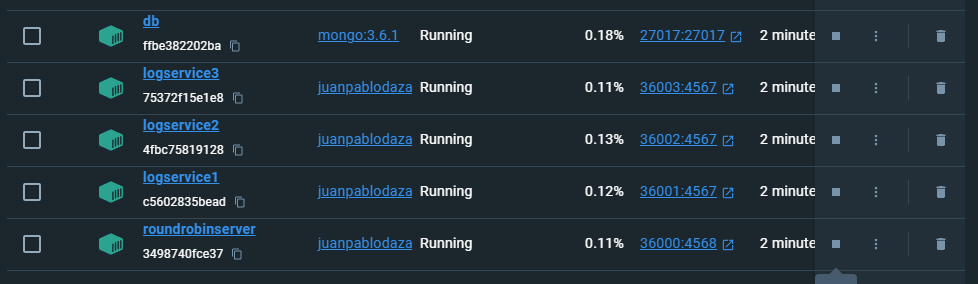 db
ffbe382202ba
mongo:3.6.1 Running 0.18% 27017:27017 2 minute
logservice3
75372f15e1e8
juanpablodaza Running 0.11% 36003:4567 2 minute
logservice2
4fbc75819128
juanpablodaza Running 0.13% 36002:4567 2 minute
logservice1
c5602835bead
juanpablodaza Running 0.12% 36001:4567 2 minute
roundrobinserver
3498740fce37
juanpablodaza Running 0.11% 36000:4568 2 minute